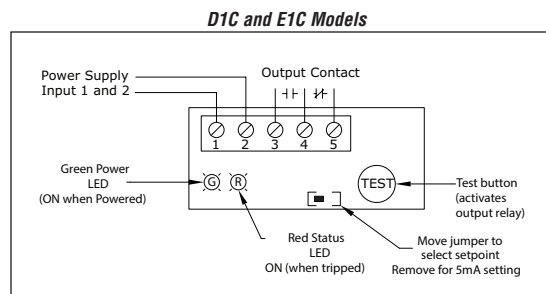 D1C and E1C Models
Power Supply
Input 1 and 2
Output Contact
1 2 3 4 5
Green Power
LED
(ON when Powered)
G R
TEST
Test button
(activates
output relay)
Red Status
LED
ON (when tripped)
Move jumper to
select setpoint
Remove for 5mA setting